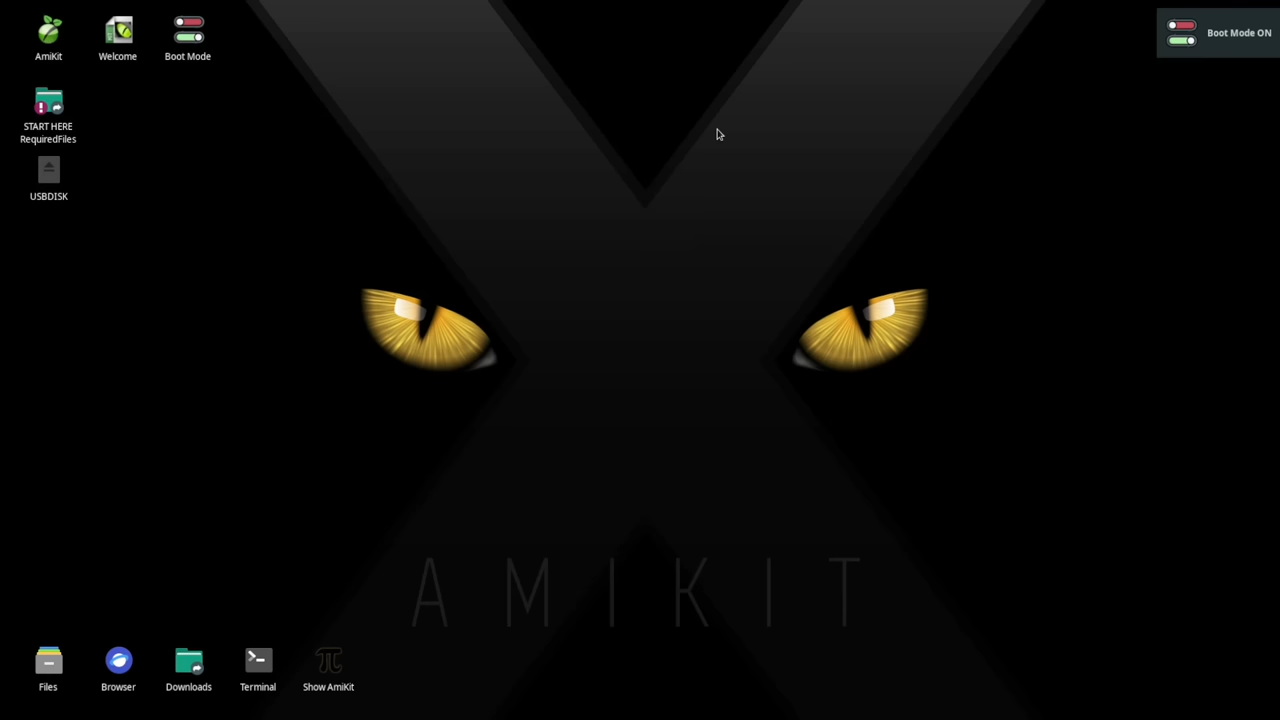 AmiKit
Welcome
Boot Mode
Boot Mode ON
START HERE
RequiredFiles
USBDISK
AMIKIT
Files
Browser
Downloads
Terminal
Show AmiKit